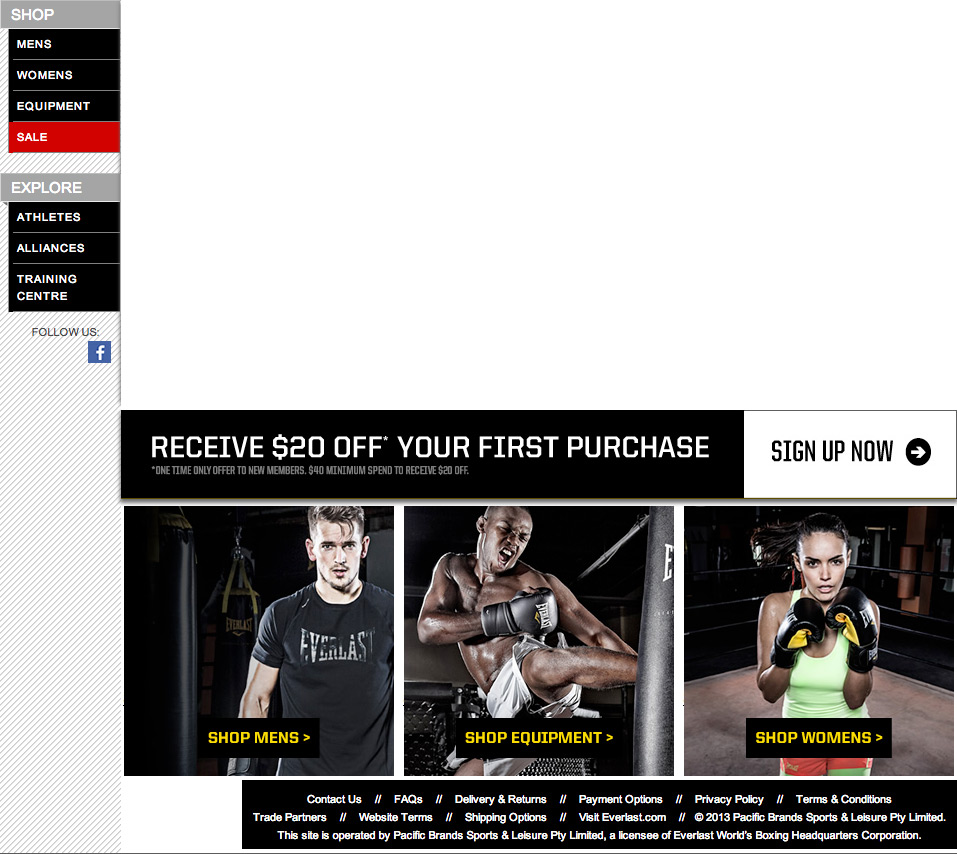 SHOP
MENS
WOMENS
EQUIPMENT
SALE
EXPLORE
ATHLETES
ALLIANCES
TRAINING
CENTRE
FOLLOW US:
f
RECEIVE $20 OFF* YOUR FIRST PURCHASE
*ONE TIME ONLY OFFER TO NEW MEMBERS. $40 MINIMUM SPEND TO RECEIVE $20 OFF.
SIGN UP NOW
EVERLAST
EVERLAST
SHOP MENS >
EVERLAST
SHOP EQUIPMENT >
SHOP WOMENS >
Contact Us // FAQs // Delivery & Returns // Payment Options // Privacy Policy // Terms & Conditions
Trade Partners // Website Terms // Shipping Options // Visit Everlast.com // © 2013 Pacific Brands Sports & Leisure Pty Limited.
This site is operated by Pacific Brands Sports & Leisure Pty Limited, a licensee of Everlast World's Boxing Headquarters Corporation.